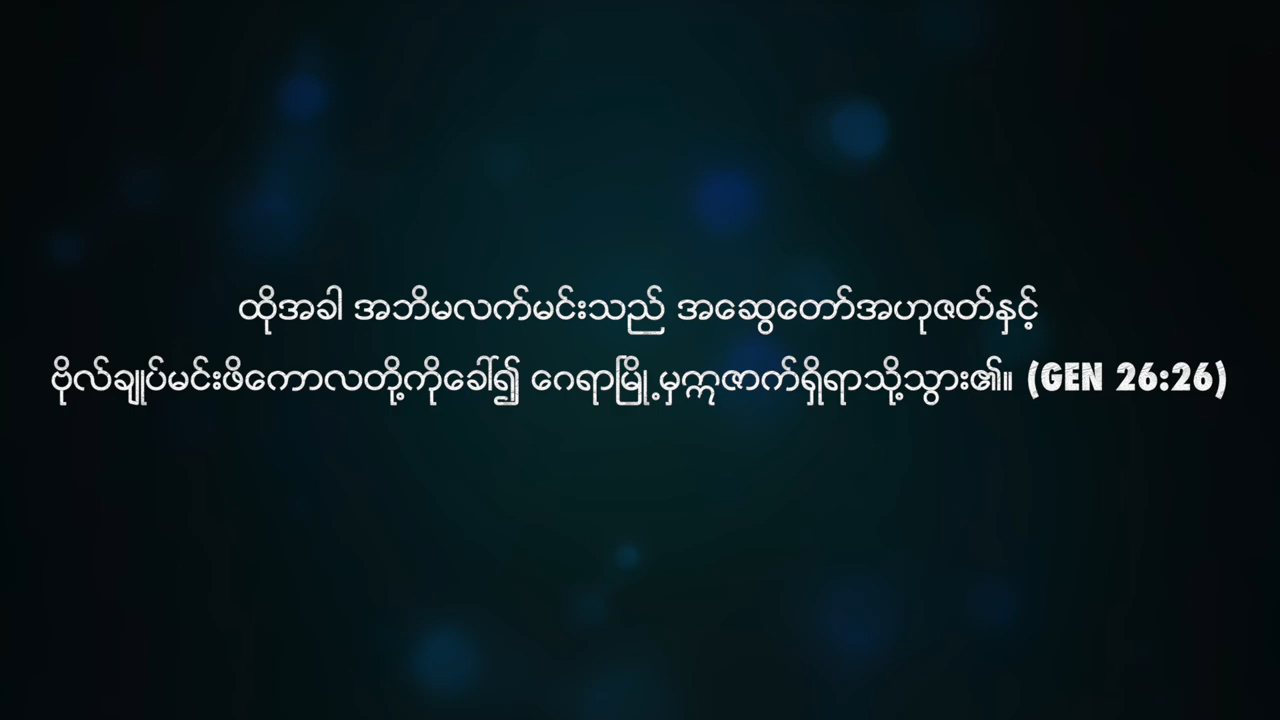 ထိုအခါ အဘိမလက်မင်းသည် အဆွေတော်အဟုဇတ်နှင့်
ဗိုလ်ချုပ်မင်းဖိကောလတို့ကိုခေါ်၍ ဂေရာမြို့မှဣဇာက်ရှိရာသို့သွား၏။ (GEN 26:26)